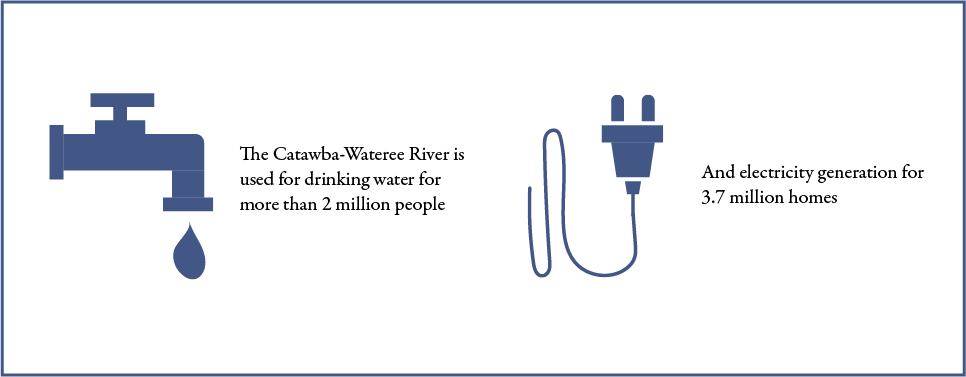 The Catawba-Wateree River is
used for drinking water for
more than 2 million people
And electricity generation for
3.7 million homes